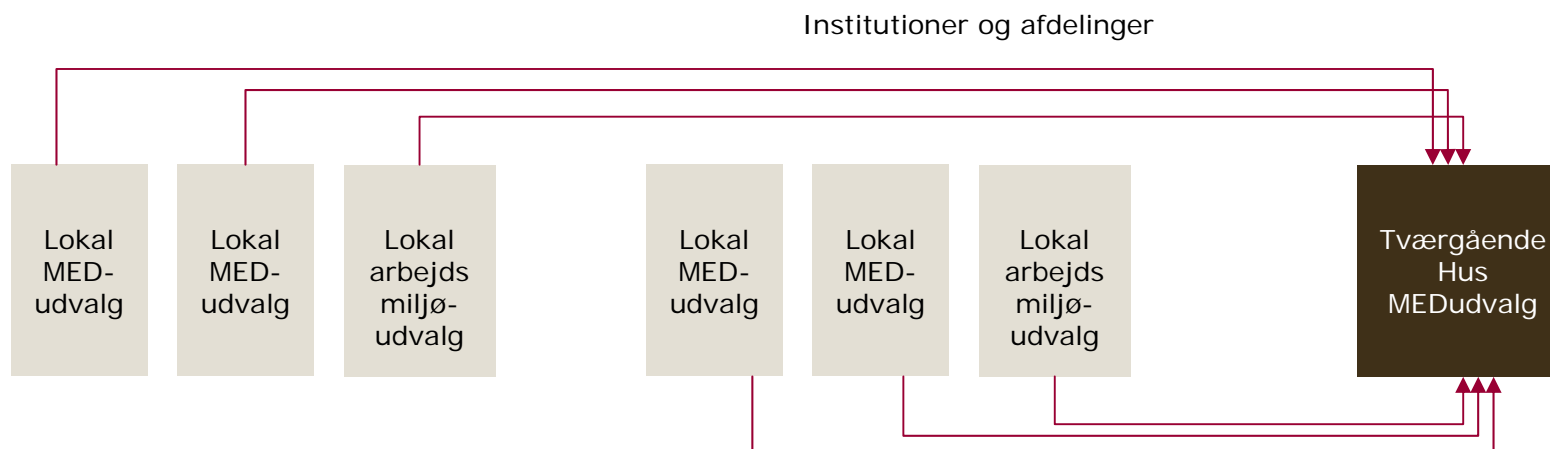 Institutioner og afdelinger
Lokal
MED-
udvalg
Lokal
MED-
udvalg
Lokal
arbejds
miljø-
udvalg
Lokal
MED-
udvalg
Lokal
MED-
udvalg
Lokal
arbejds
miljø-
udvalg
Tværgående
Hus
MEDudvalg